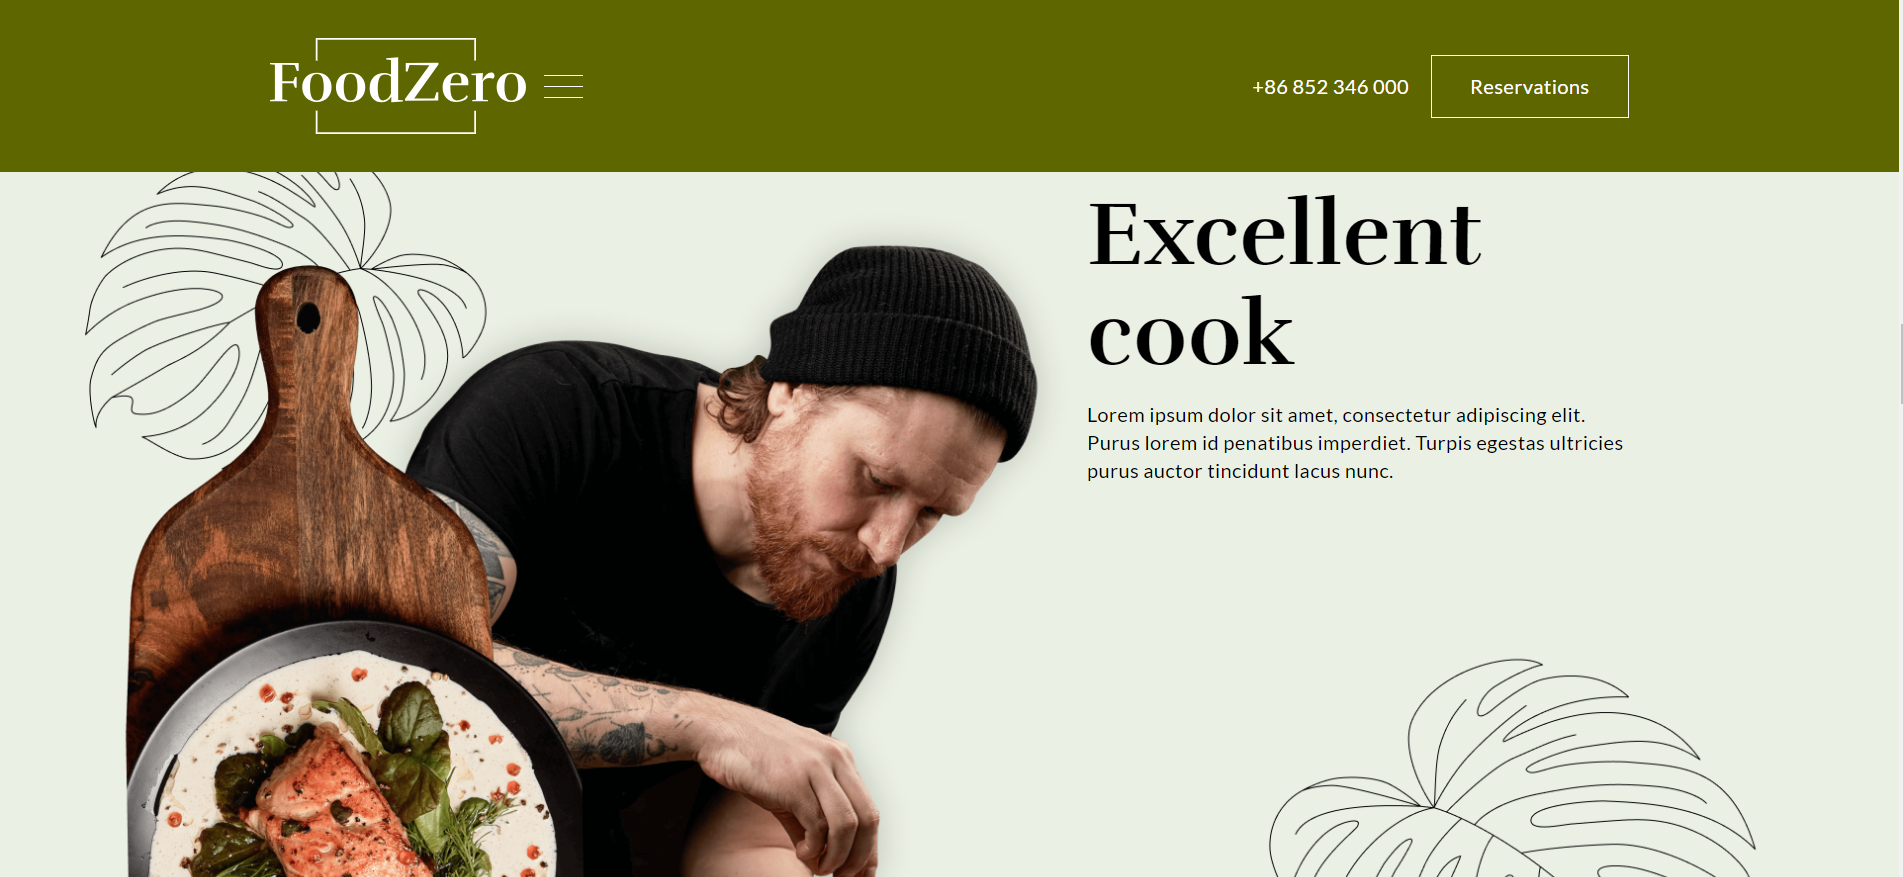 FoodZero
+86 852 346 000
Reservations
Excellent
cook
Lorem ipsum dolor sit amet, consectetur adipiscing elit.
Purus lorem id penatibus imperdiet. Turpis egestas ultricies
purus auctor tincidunt lacus nunc.